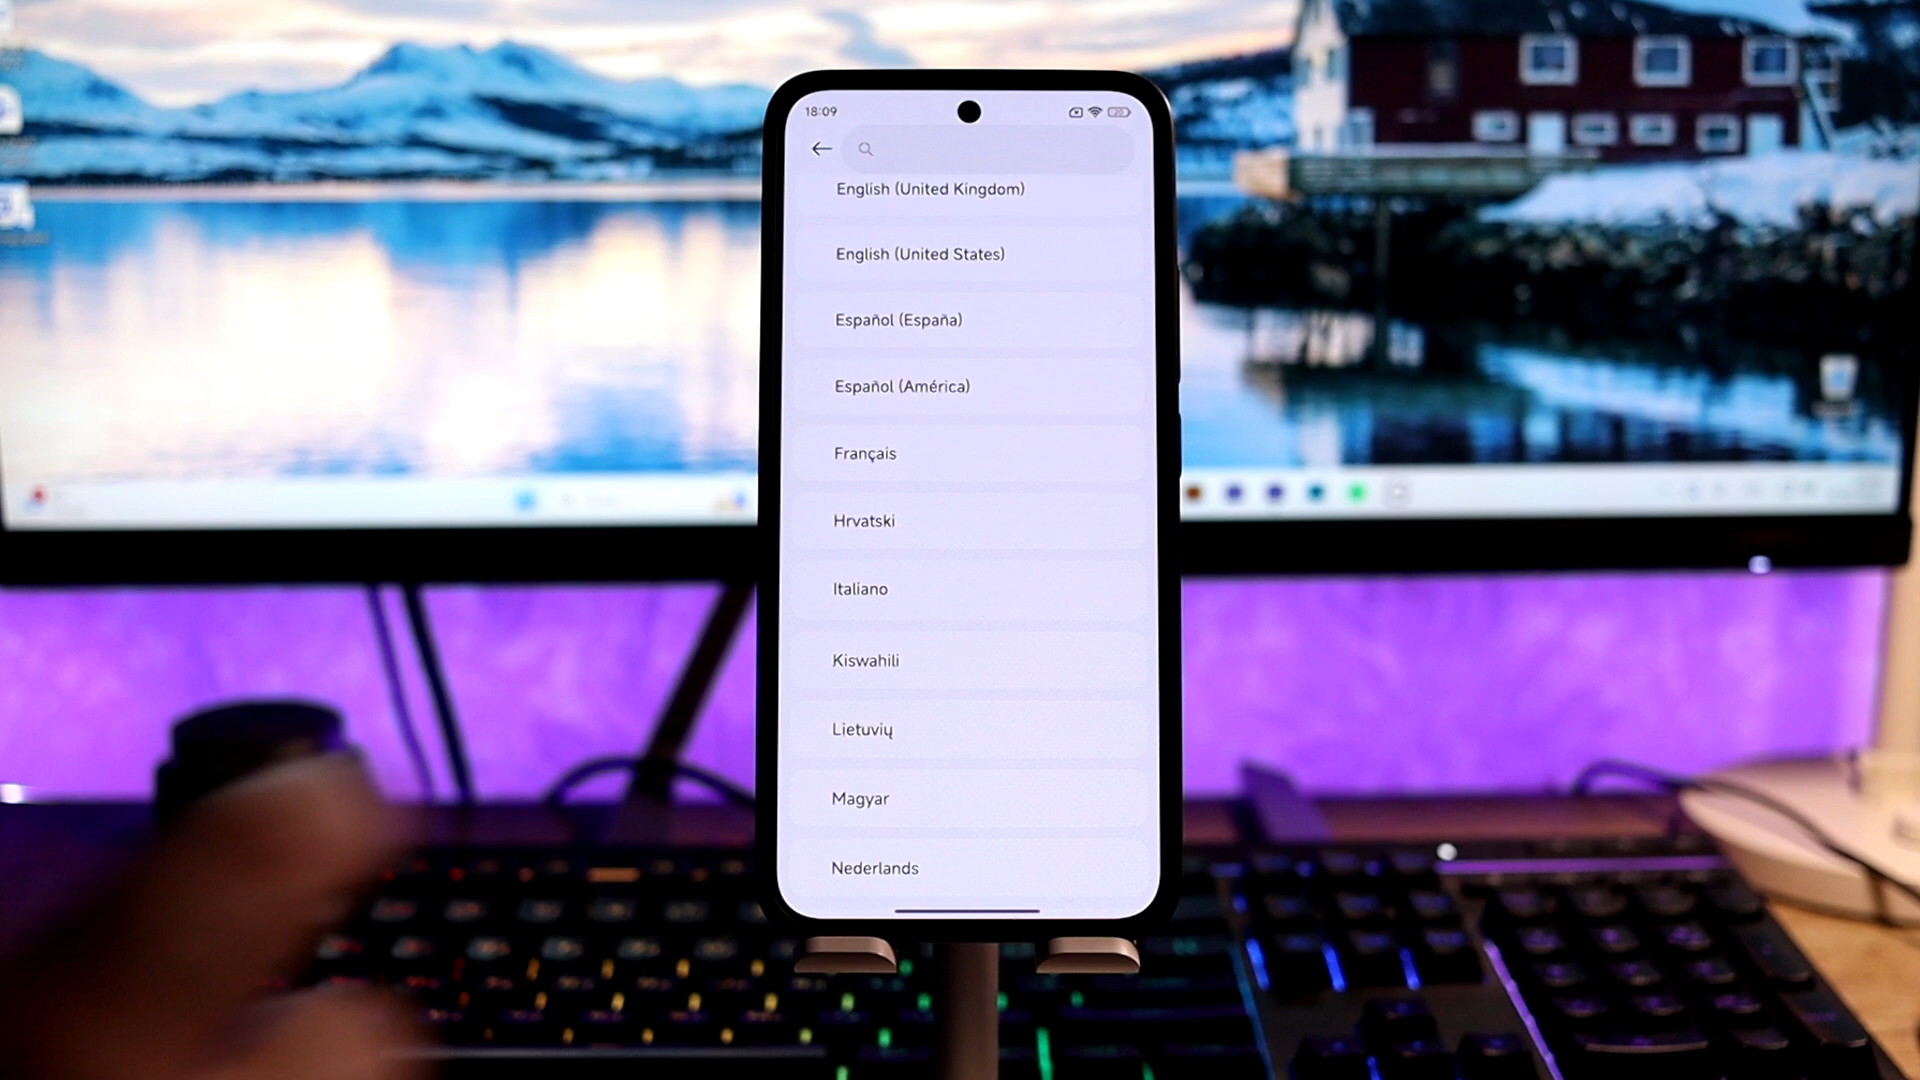 18:09
English (United Kingdom)
English (United States)
Español (España)
Español (América)
Français
Hrvatski
Italiano
Kiswahili
Lietuvių
Magyar
Nederlands